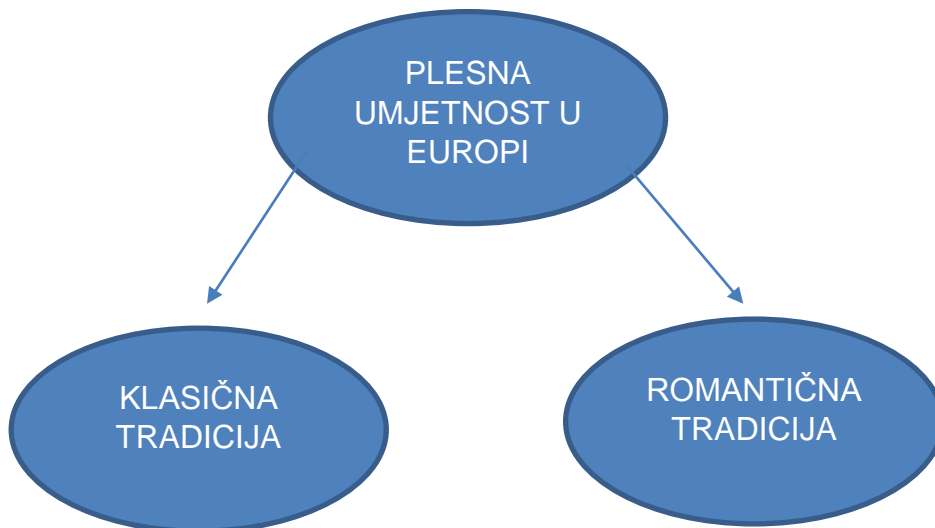 PLESNA
UMJETNOST U
EUROPI
KLASIČNA
TRADICIJA
ROMANTIČNA
TRADICIJA